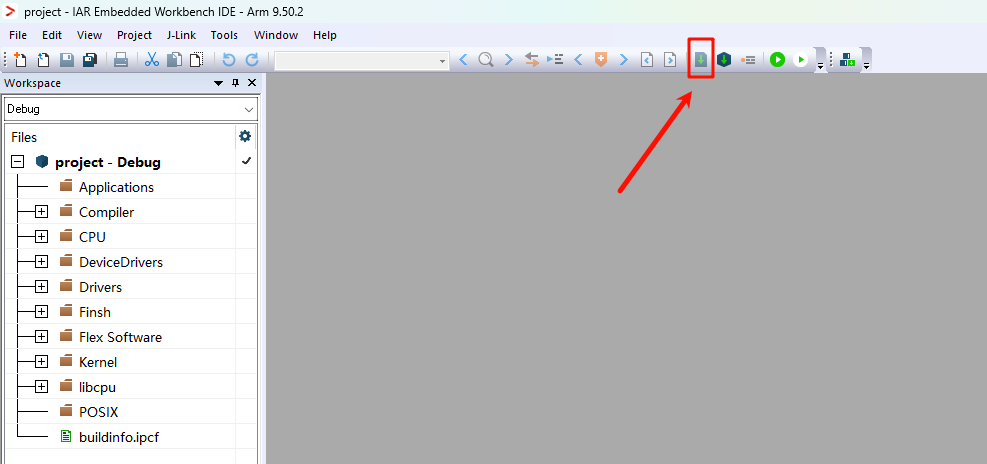 project - IAR Embedded Workbench IDE - Arm 9.50.2
File Edit View Project J-Link Tools Window Help
Workspace
Debug
Files
project - Debug
Applications
Compiler
CPU
DeviceDrivers
Drivers
Finsh
Flex Software
Kernel
libcpu
POSIX
buildinfo.ipcf